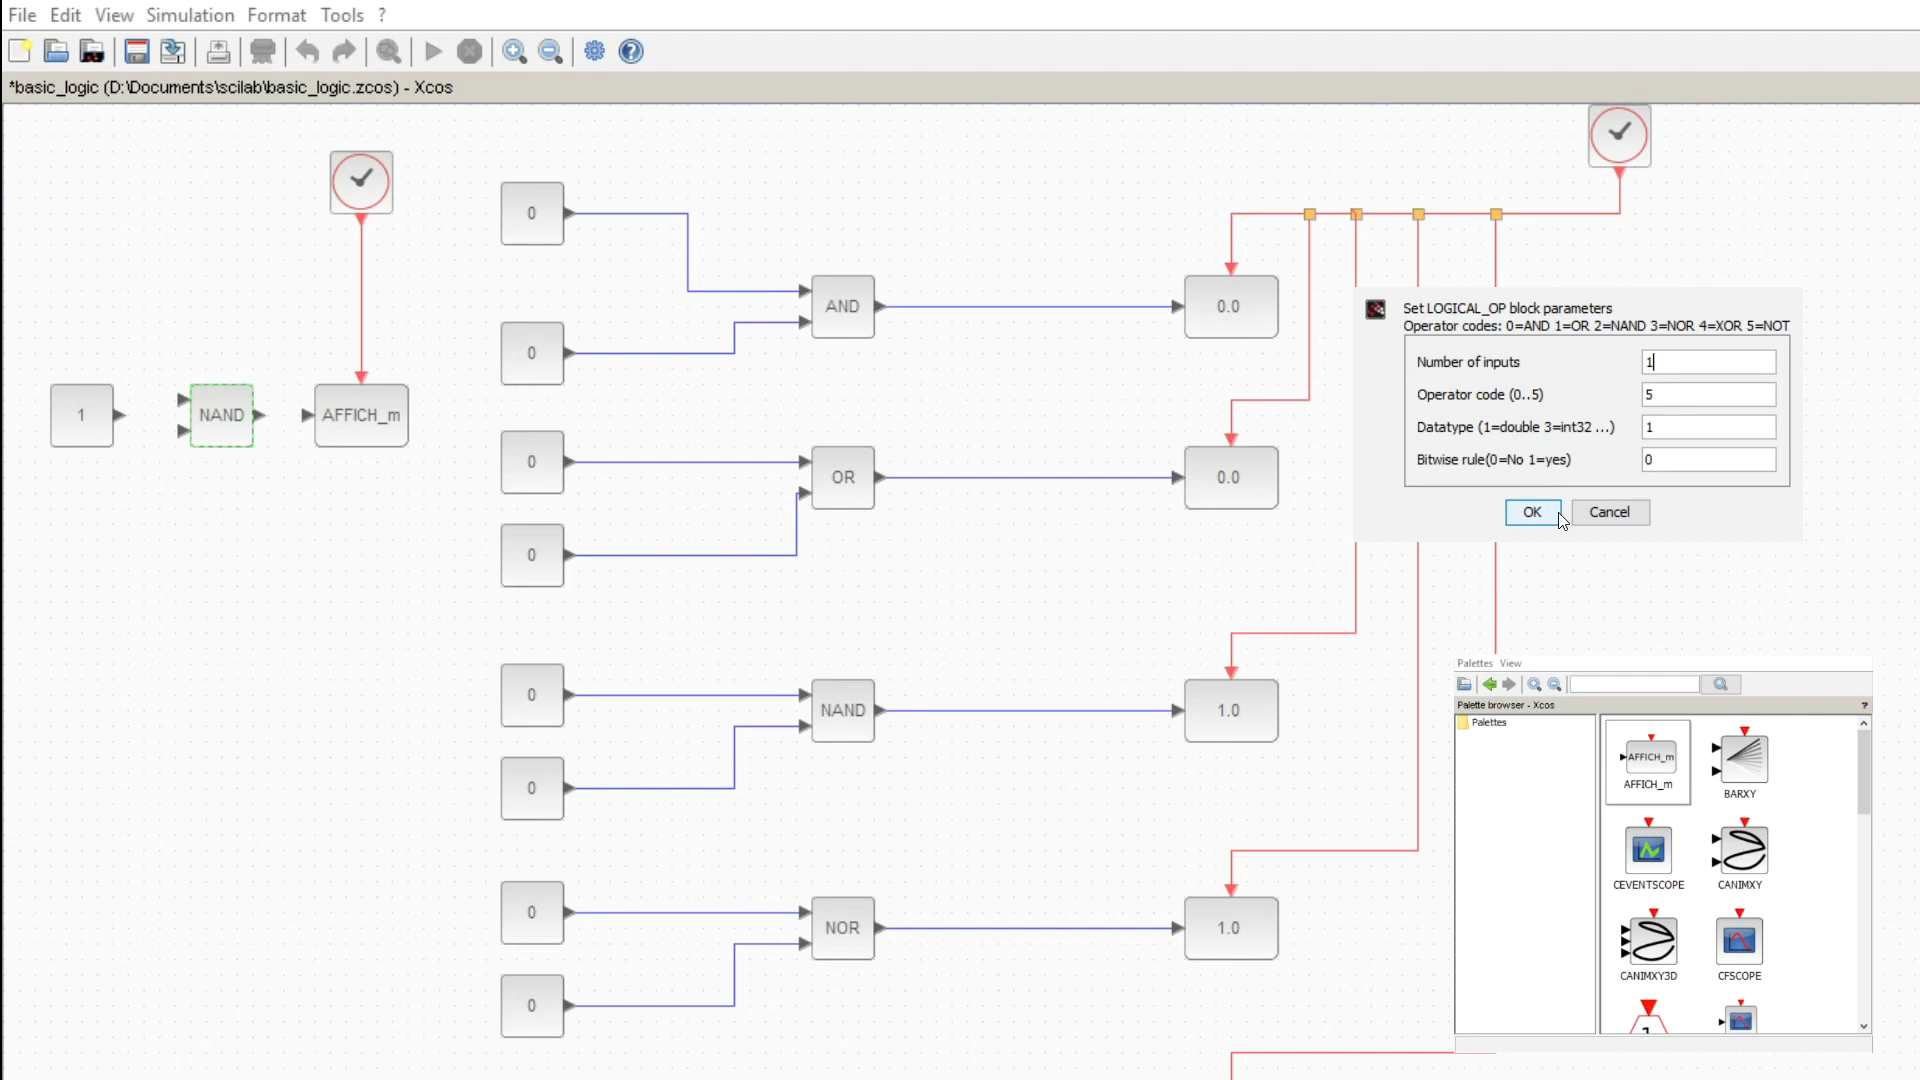 File Edit View Simulation Format Tools ?
*basic_logic (D:\Documents\scilab\basic_logic.zcos) - Xcos
0
0
AND
0.0
1
NAND
AFFICH_m
0
0
OR
0.0
0
0
NAND
1.0
0
0
NOR
1.0
Set LOGICAL_OP block parameters
Operator codes: 0=AND 1=OR 2=NAND 3=NOR 4=XOR 5=NOT
Number of inputs 1
Operator code (0..5) 5
Datatype (1=double 3=int32 ...) 1
Bitwise rule(0=No 1=yes) 0
OK Cancel
Palettes View
Palette browser - Xcos ?
Palettes
AFFICH_m
AFFICH_m
BARXY
CEVENTSCOPE
CANIMXY
CANIMXY3D
CFSCOPE
1